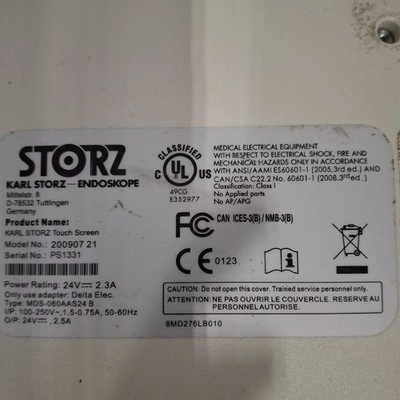 STORZ
KARL STORZ—ENDOSKOPE
Mittelstr. 8
D-78532 Tuttlingen
Germany
Product Name:
KARL STORZ Touch Screen
Model No.: 200907 21
Serial No.: PS1331
Power Rating: 24V⎓ 2.3A
Only use adapter: Delta Elec.
Type: MDS-060AAS24 B
I/P: 100-250V~, 1.5-0.75A, 50-60Hz
O/P: 24V⎓, 2.5A
CLASSIFIED
C UL US
49CG
E352977
MEDICAL ELECTRICAL EQUIPMENT
WITH RESPECT TO ELECTRICAL SHOCK, FIRE AND
MECHANICAL HAZARDS ONLY IN ACCORDANCE
WITH ANSI/AAMI ES60601-1 (2005,3rd ed.) AND
CAN/CSA C22.2 No. 60601-1 (2008,3rd ed.)
Classification: Class I
No AP/APG
FC CAN ICES-3(B) / NMB-3(B)
CE 0123
CAUTION: Do not open this back cover. Trained service personnel only.
ATTENTION: NE PAS OUVRIR LE COUVERCLE. RESERVE AU
PERSONNEL AUTORISE.
8MD276LB010